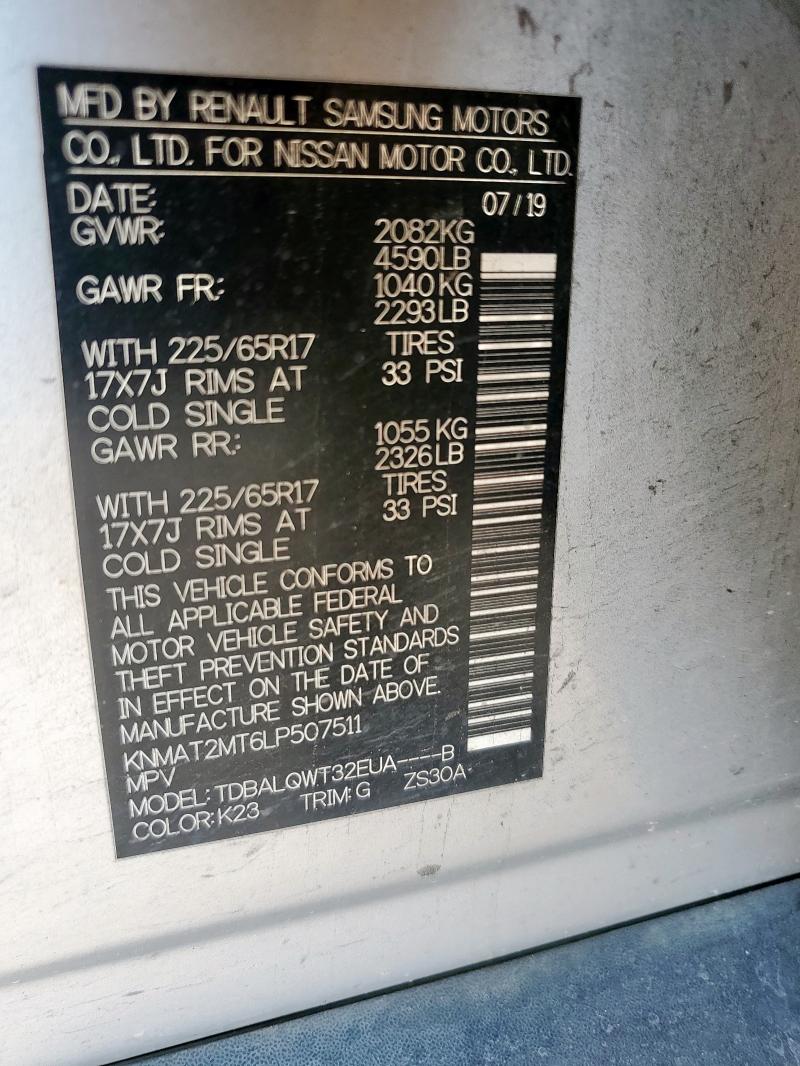 MFD BY RENAULT SAMSUNG MOTORS
CO., LTD. FOR NISSAN MOTOR CO., LTD.
DATE: 07/19
GVWR: 2082KG
4590LB
GAWR FR: 1040KG
2293LB
WITH 225/65R17 TIRES
17X7J RIMS AT 33 PSI
COLD SINGLE
GAWR RR: 1055KG
2326LB
WITH 225/65R17 TIRES
17X7J RIMS AT 33 PSI
COLD SINGLE
THIS VEHICLE CONFORMS TO
ALL APPLICABLE FEDERAL
MOTOR VEHICLE SAFETY AND
THEFT PREVENTION STANDARDS
IN EFFECT ON THE DATE OF
MANUFACTURE SHOWN ABOVE.
KNMAT2MT6LP507511
MPV
MODEL: TDBALQWT32EUA----B
COLOR: K23 TRIM: G ZS30A